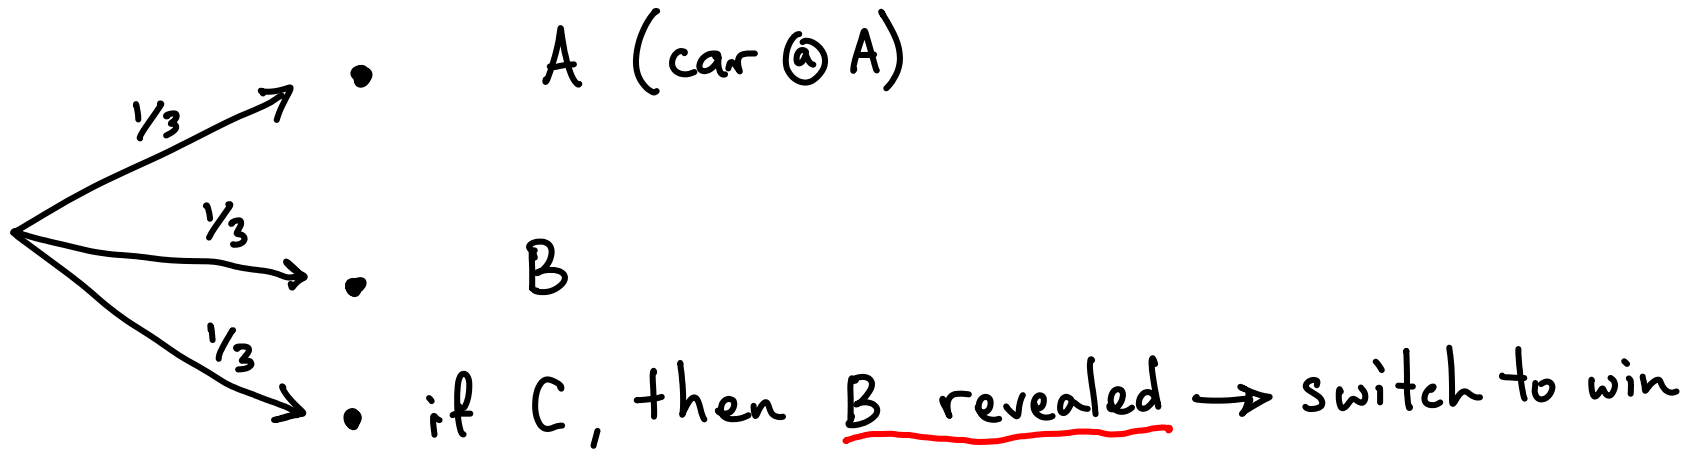 1/3 A (car @ A)
1/3 B
1/3 if C, then B revealed → switch to win